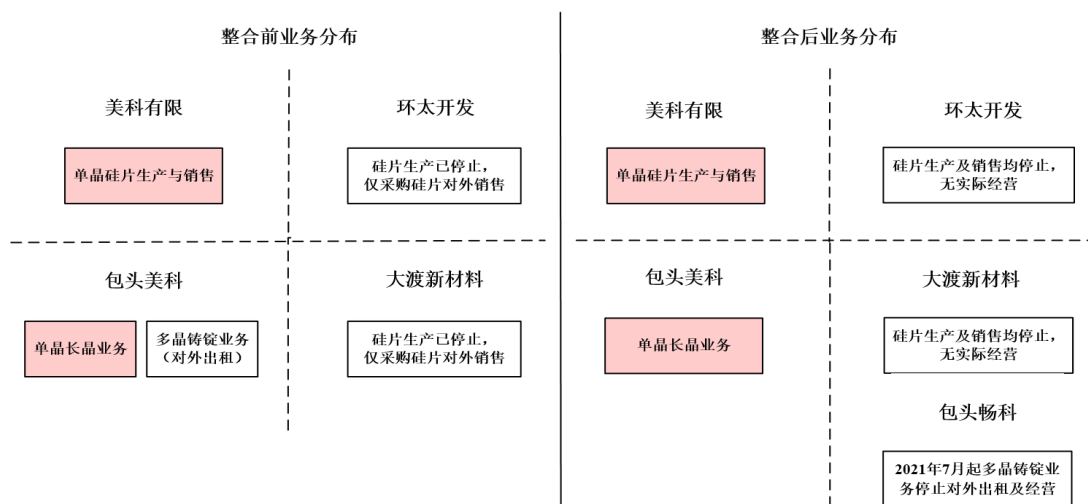 整合前业务分布
美科有限
环太开发
单晶硅片生产与销售
硅片生产已停止，
仅采购硅片对外销售
包头美科
大渡新材料
单晶长晶业务
多晶铸锭业务
（对外出租）
硅片生产已停止，
仅采购硅片对外销售
整合后业务分布
美科有限
环太开发
单晶硅片生产与销售
硅片生产及销售均停止，
无实际经营
包头美科
大渡新材料
单晶长晶业务
硅片生产及销售均停止，
无实际经营
包头畅科
2021年7月起多晶铸锭业
务停止对外出租及经营